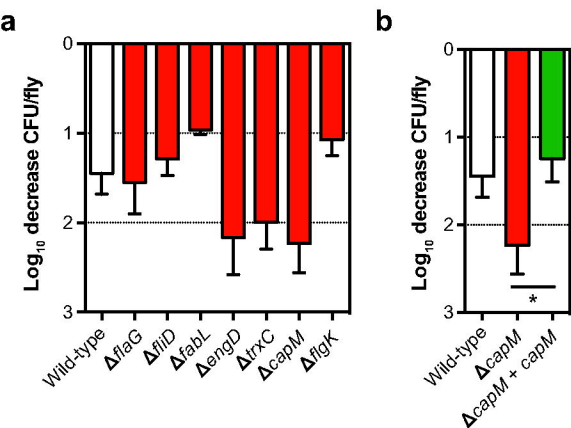 a
b
Log10 decrease CFU/fly
0
1
2
3
Wild-type
ΔflaG
ΔfliD
ΔfabL
ΔengD
ΔtrxC
ΔcapM
ΔflgK
Log10 decrease CFU/fly
0
1
2
3
*
Wild-type
ΔcapM
ΔcapM + capM